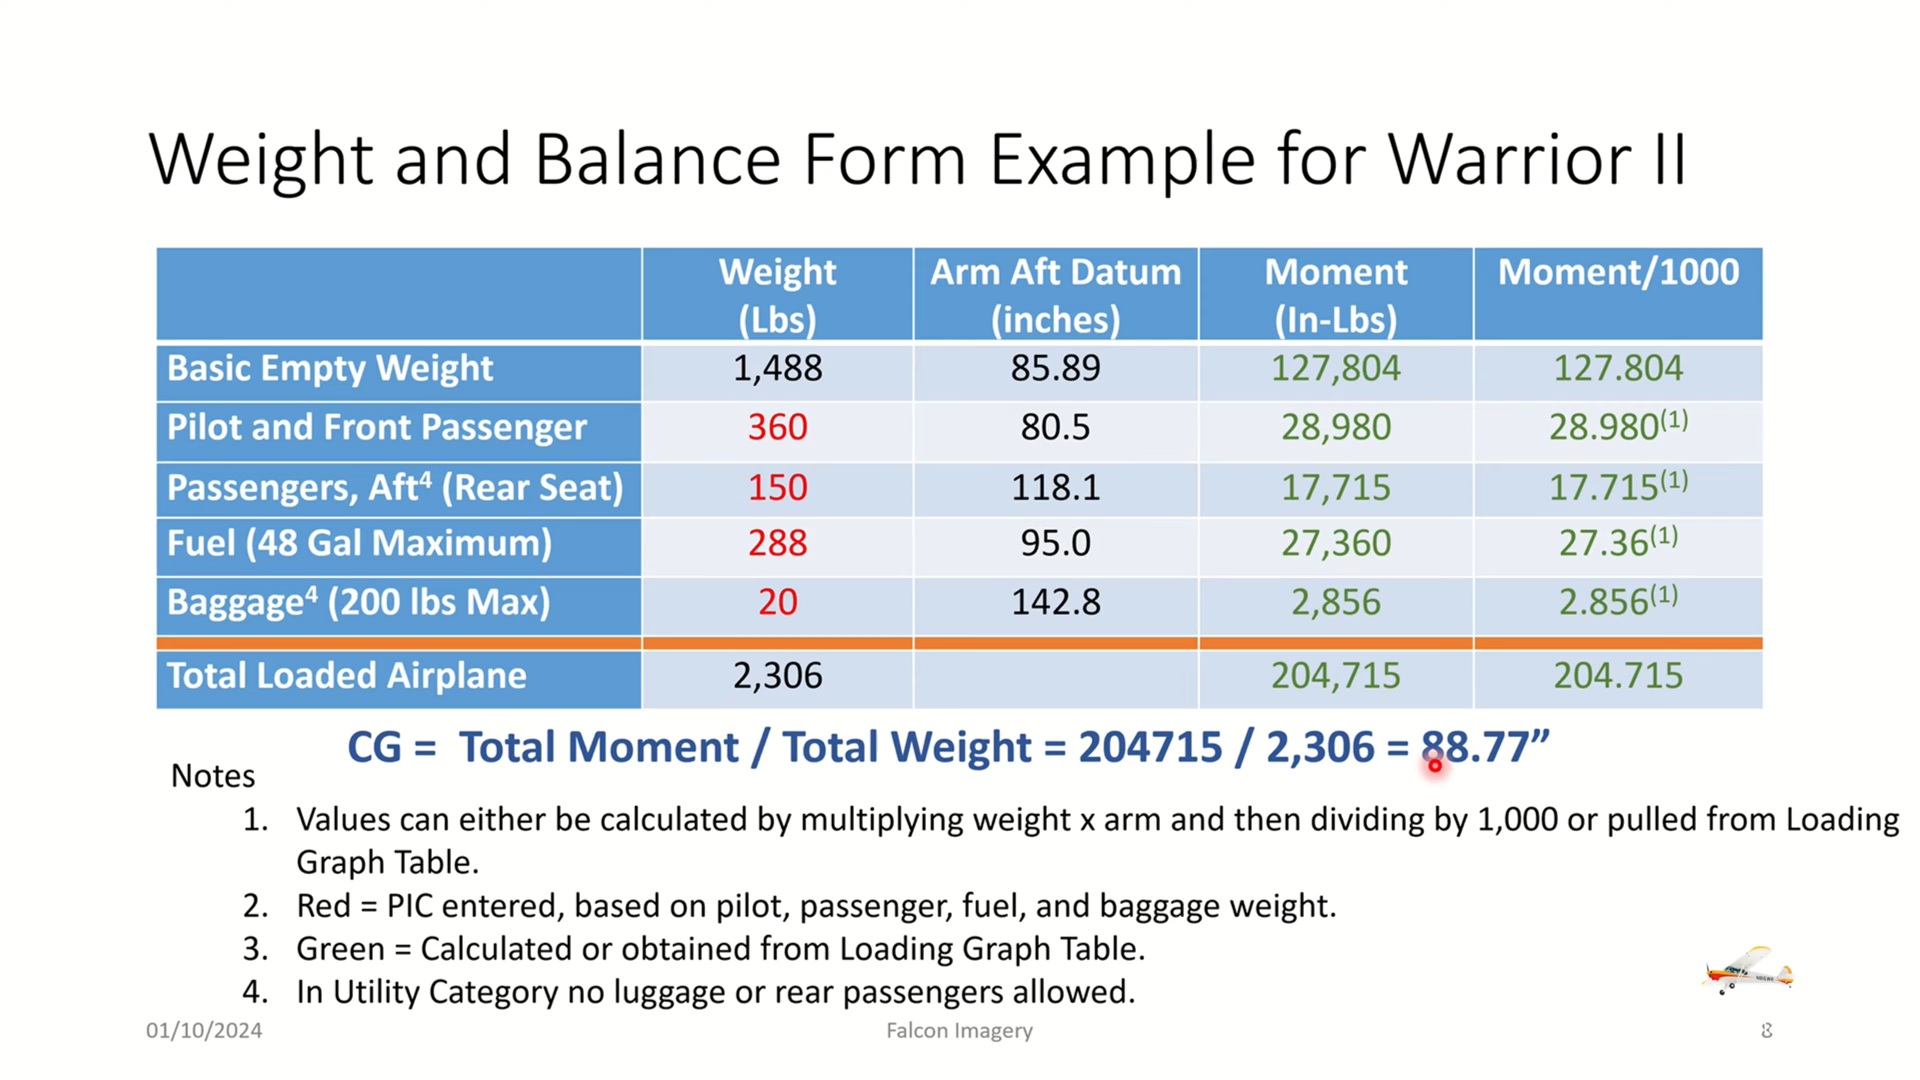 Weight and Balance Form Example for Warrior II
Weight (Lbs) Arm Aft Datum (inches) Moment (In-Lbs) Moment/1000
Basic Empty Weight 1,488 85.89 127,804 127.804
Pilot and Front Passenger 360 80.5 28,980 28.980(1)
Passengers, Aft4 (Rear Seat) 150 118.1 17,715 17.715(1)
Fuel (48 Gal Maximum) 288 95.0 27,360 27.36(1)
Baggage4 (200 lbs Max) 20 142.8 2,856 2.856(1)
Total Loaded Airplane 2,306 204,715 204.715
CG = Total Moment / Total Weight = 204715 / 2,306 = 88.77”
Notes
1. Values can either be calculated by multiplying weight x arm and then dividing by 1,000 or pulled from Loading
Graph Table.
2. Red = PIC entered, based on pilot, passenger, fuel, and baggage weight.
3. Green = Calculated or obtained from Loading Graph Table.
4. In Utility Category no luggage or rear passengers allowed.
01/10/2024 Falcon Imagery 8